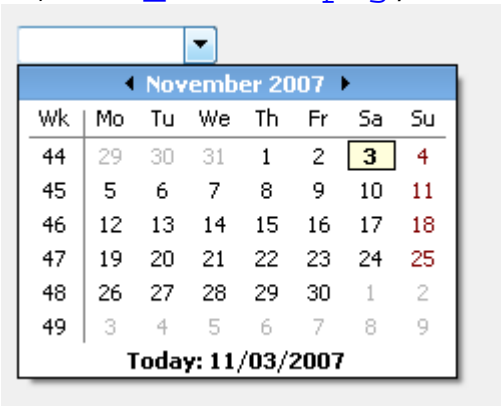 November 2007
Wk Mo Tu We Th Fr Sa Su
44 29 30 31 1 2 3 4
45 5 6 7 8 9 10 11
46 12 13 14 15 16 17 18
47 19 20 21 22 23 24 25
48 26 27 28 29 30 1 2
49 3 4 5 6 7 8 9
Today: 11/03/2007